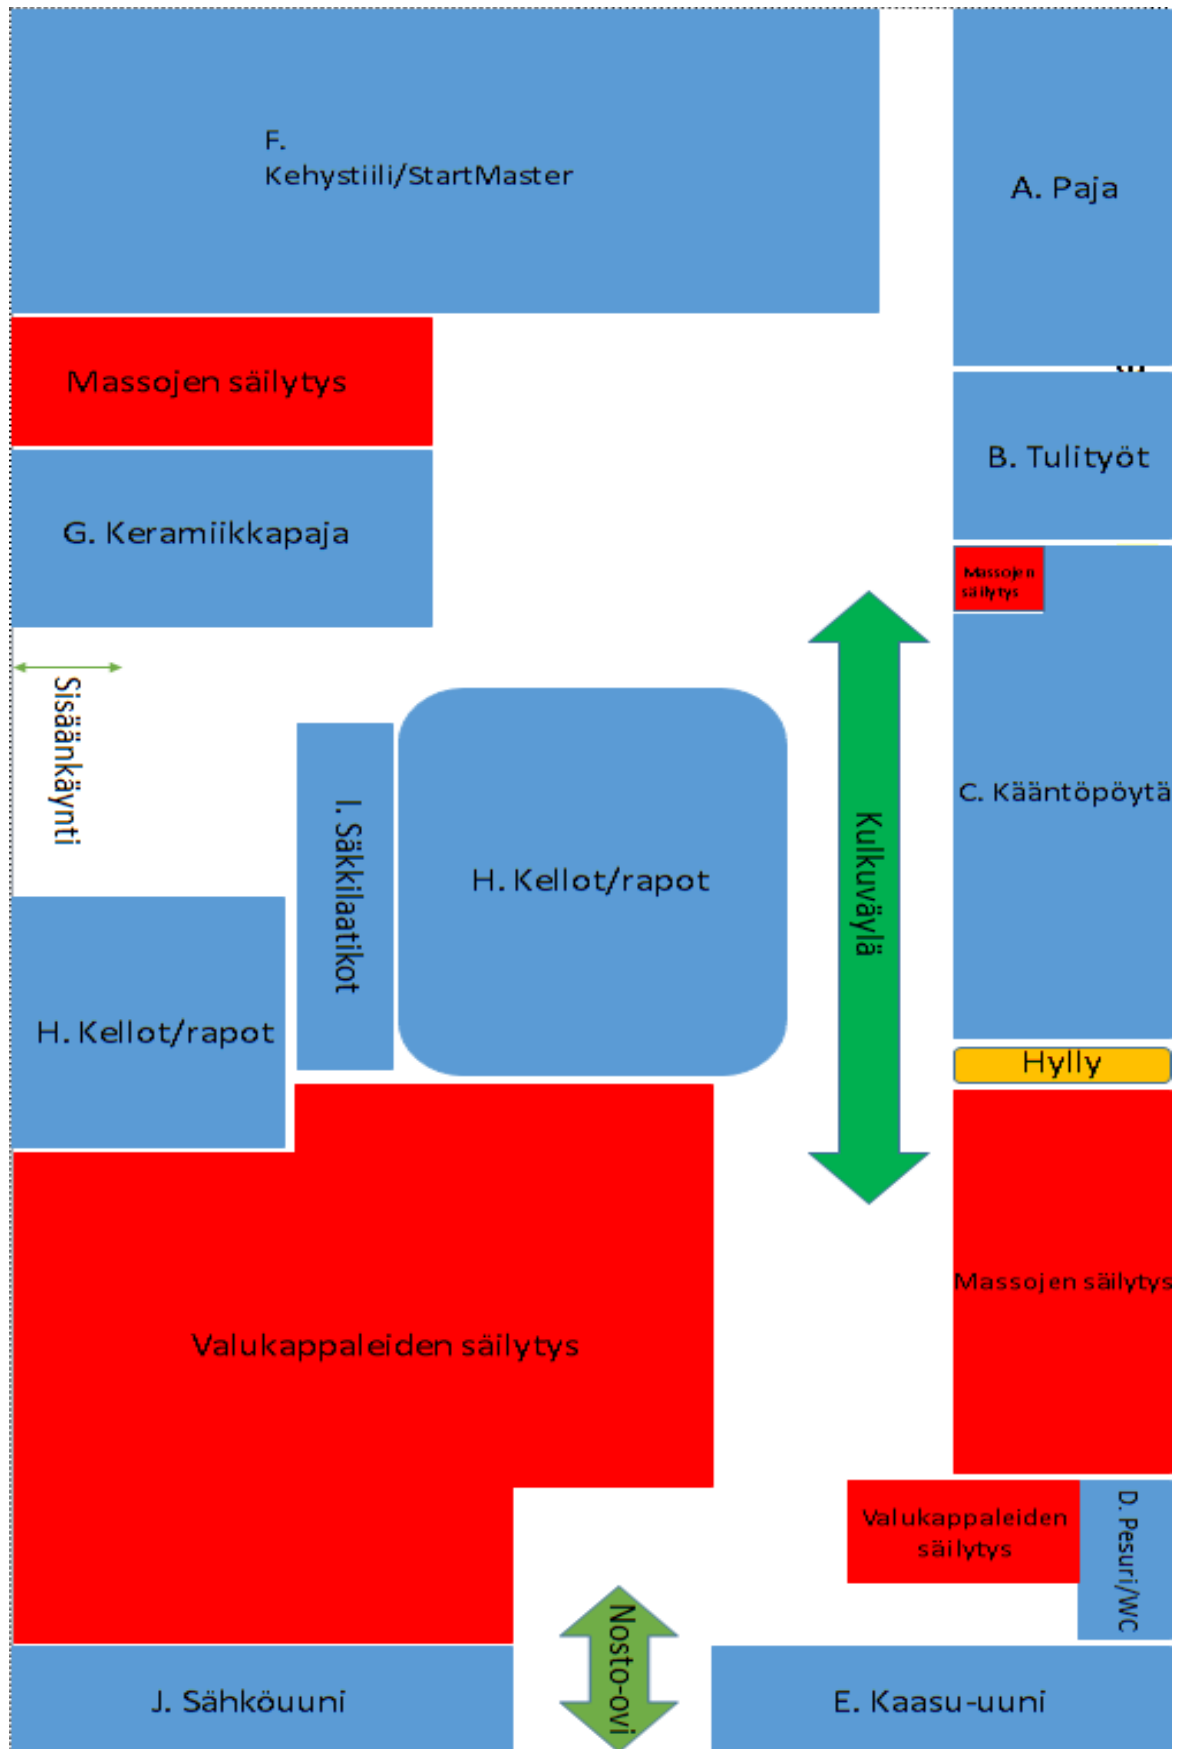 F.
Kehystiili/StartMaster
A. Paja
Massojen säilytys
B. Tulityöt
G. Keramiikkapaja
Massojen
säilytys
Sisäänkäynti
I. Säkkilaatikot
H. Kellot/rapot
Kulkuväylä
C. Kääntöpöytä
H. Kellot/rapot
Hylly
Massojen säilytys
Valukappaleiden säilytys
Valukappaleiden
säilytys
D. Pesuri/WC
Nosto-ovi
J. Sähköuuni
E. Kaasu-uuni